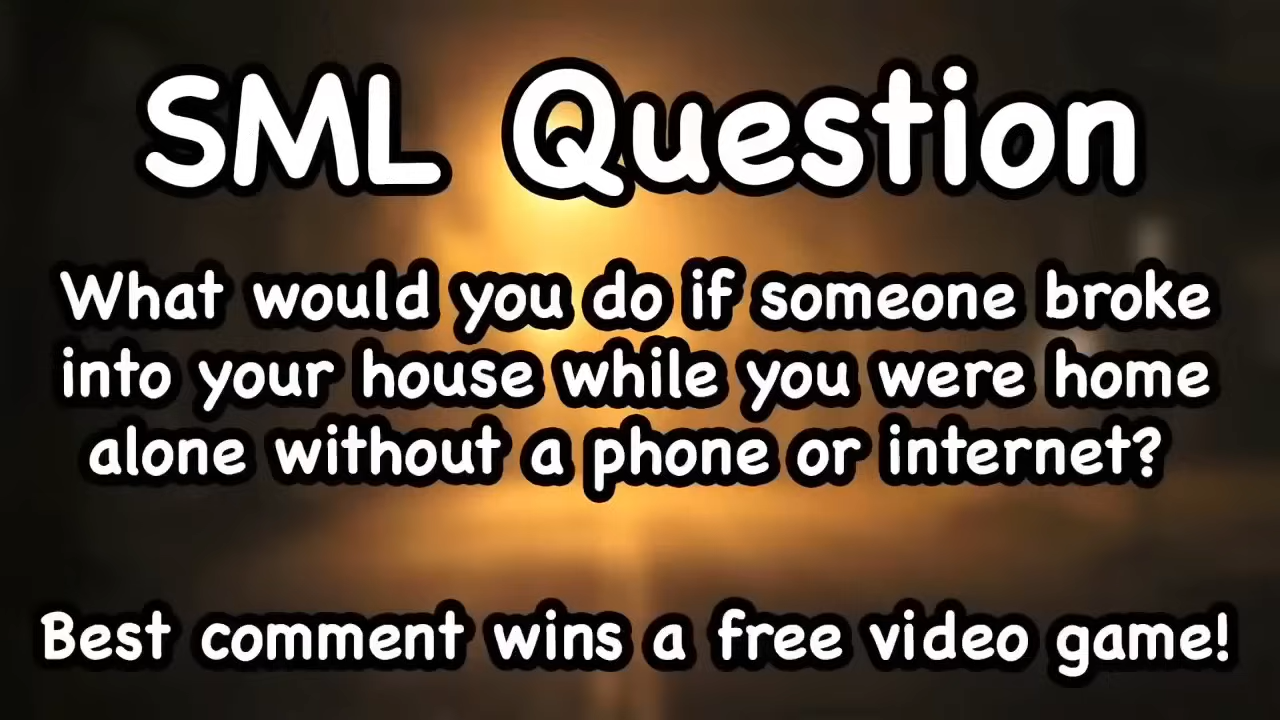 SML Question
What would you do if someone broke
into your house while you were home
alone without a phone or internet?
Best comment wins a free video game!